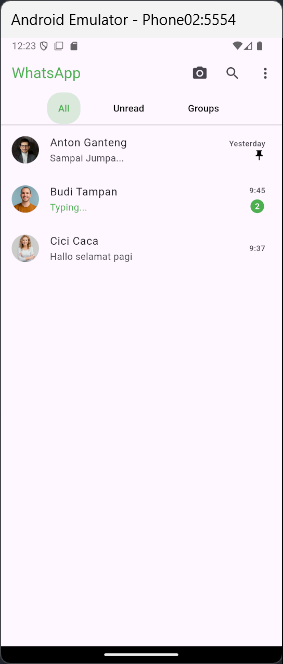 Android Emulator - Phone02:5554
12:23
WhatsApp
All Unread Groups
Anton Ganteng Yesterday
Sampai Jumpa...
Budi Tampan 9:45
Typing... 2
Cici Caca 9:37
Hallo selamat pagi